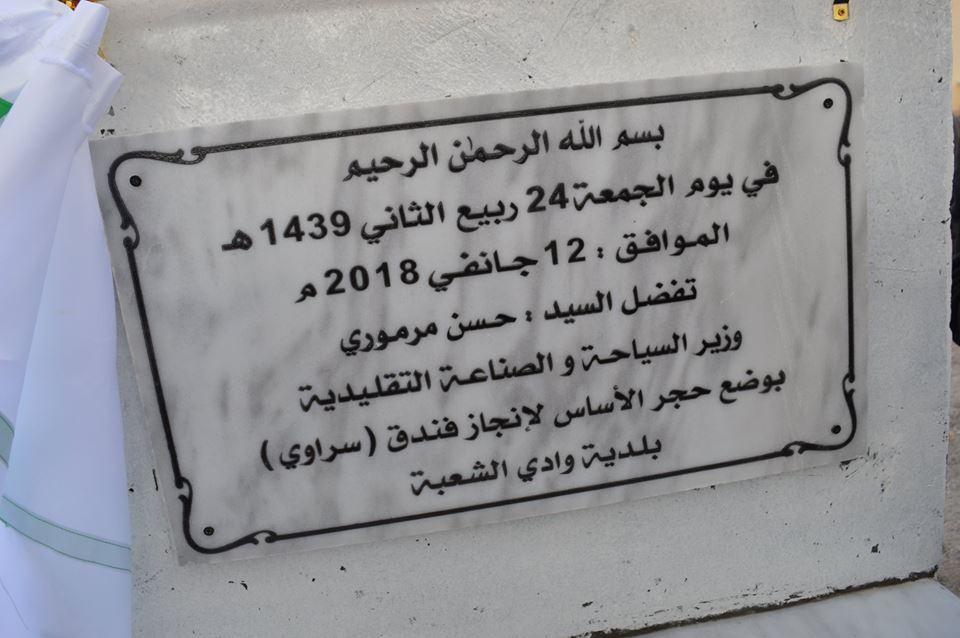 بسم الله الرحمٰن الرحيم
في يوم الجمعة 24 ربيع الثاني 1439 هـ
الموافق : 12 جانفي 2018 م
تفضل السيد : حسن مرموري
وزير السياحة و الصناعة التقليدية
بوضع حجر الأساس لإنجاز فندق (سراوي)
بلدية وادي الشعبة